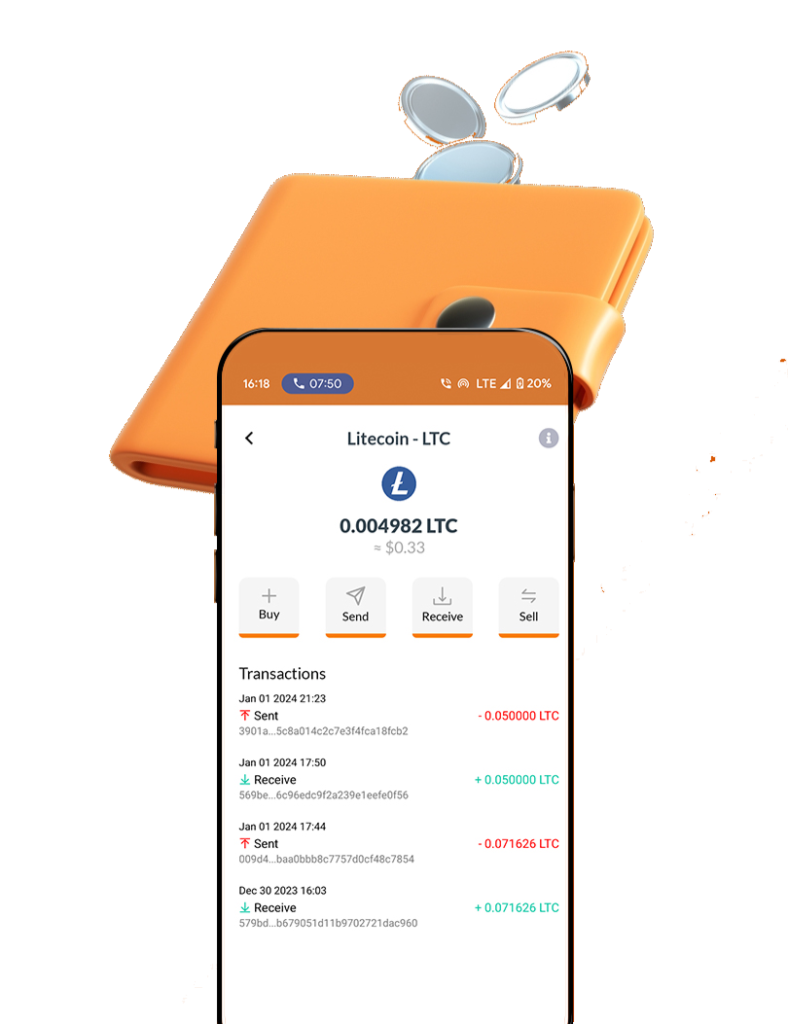 16:18 07:50 LTE 20%
Litecoin - LTC
0.004982 LTC
≈ $0.33
Buy Send Receive Sell
Transactions
Jan 01 2024 21:23
Sent - 0.050000 LTC
3901a...5c8a014c2c7e3f4fca18fcb2
Jan 01 2024 17:50
Receive + 0.050000 LTC
569be...6c96edc9f2a239e1eefe0f56
Jan 01 2024 17:44
Sent - 0.071626 LTC
009d4...baa0bbb8c7757d0cf48c7854
Dec 30 2023 16:03
Receive + 0.071626 LTC
579bd...b679051d11b9702721dac960